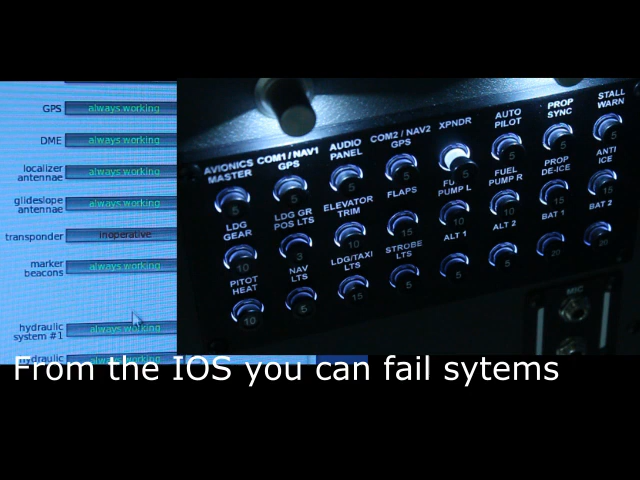 GPS always working
DME always working
localizer
antennae always working
glideslope
antennae always working
transponder inoperative
marker
beacons always working
hydraulic
system #1 always working
hydraulic always working
AVIONICS
MASTER
COM1 / NAV1
GPS
AUDIO
PANEL
COM2 / NAV2
GPS
XPNDR
AUTO
PILOT
PROP
SYNC
STALL
WARN
5 5 5 5 5 5 5 5
LDG
GEAR
LDG GR
POS LTS
ELEVATOR
TRIM
FLAPS
PUMP L
FUEL
PUMP R
PROP
DE-ICE
ANTI
ICE
10 3 10 15 10 10 15 15
PITOT
HEAT
NAV
LTS
LDG/TAXI
LTS
STROBE
LTS
ALT 1
ALT 2
BAT 1
BAT 2
10 5 15 5 5 5 20 20
MIC
From the IOS you can fail sytems